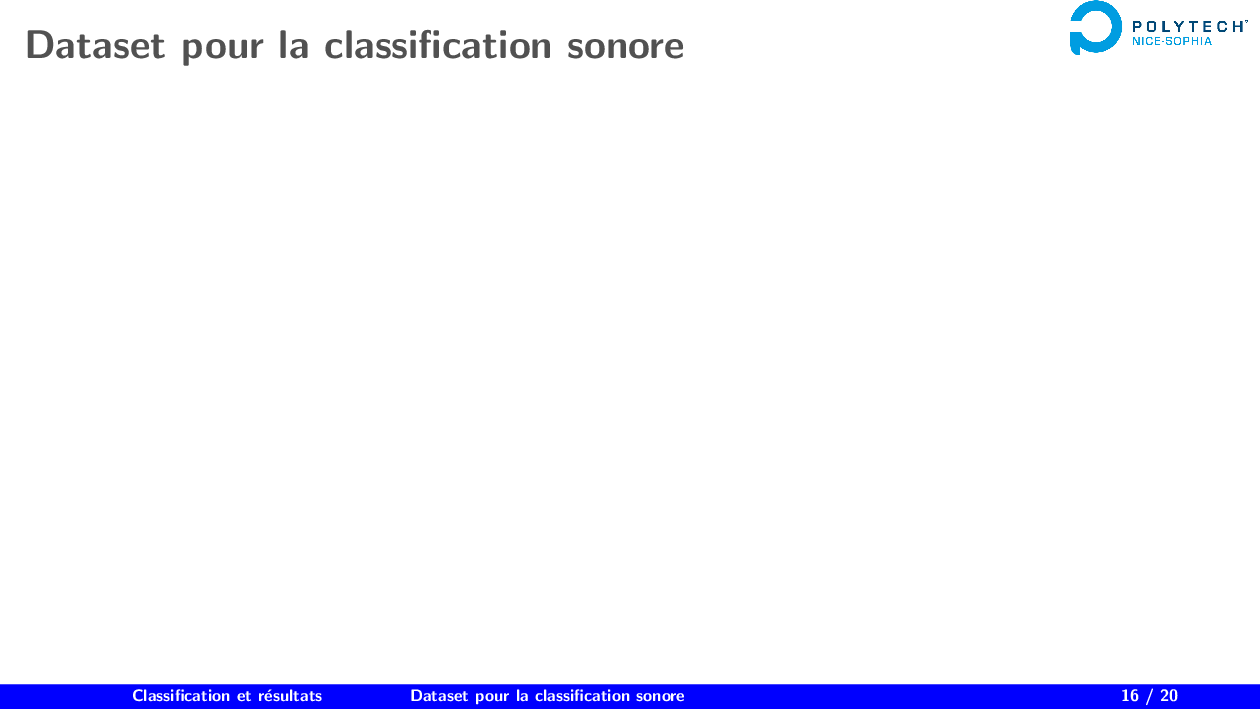 Dataset pour la classification sonore
POLYTECH
NICE-SOPHIA
Classification et résultats
Dataset pour la classification sonore
16 / 20